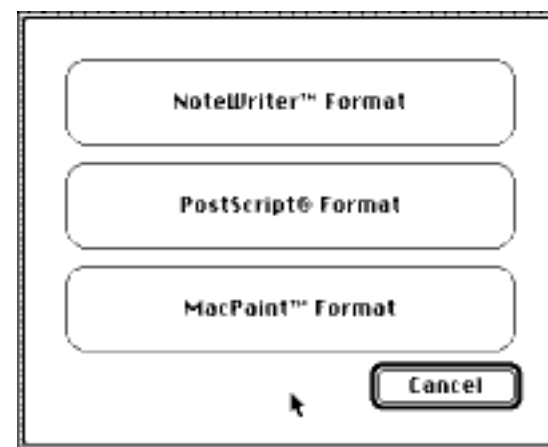 NoteWriter™ Format
PostScript® Format
MacPaint™ Format
Cancel